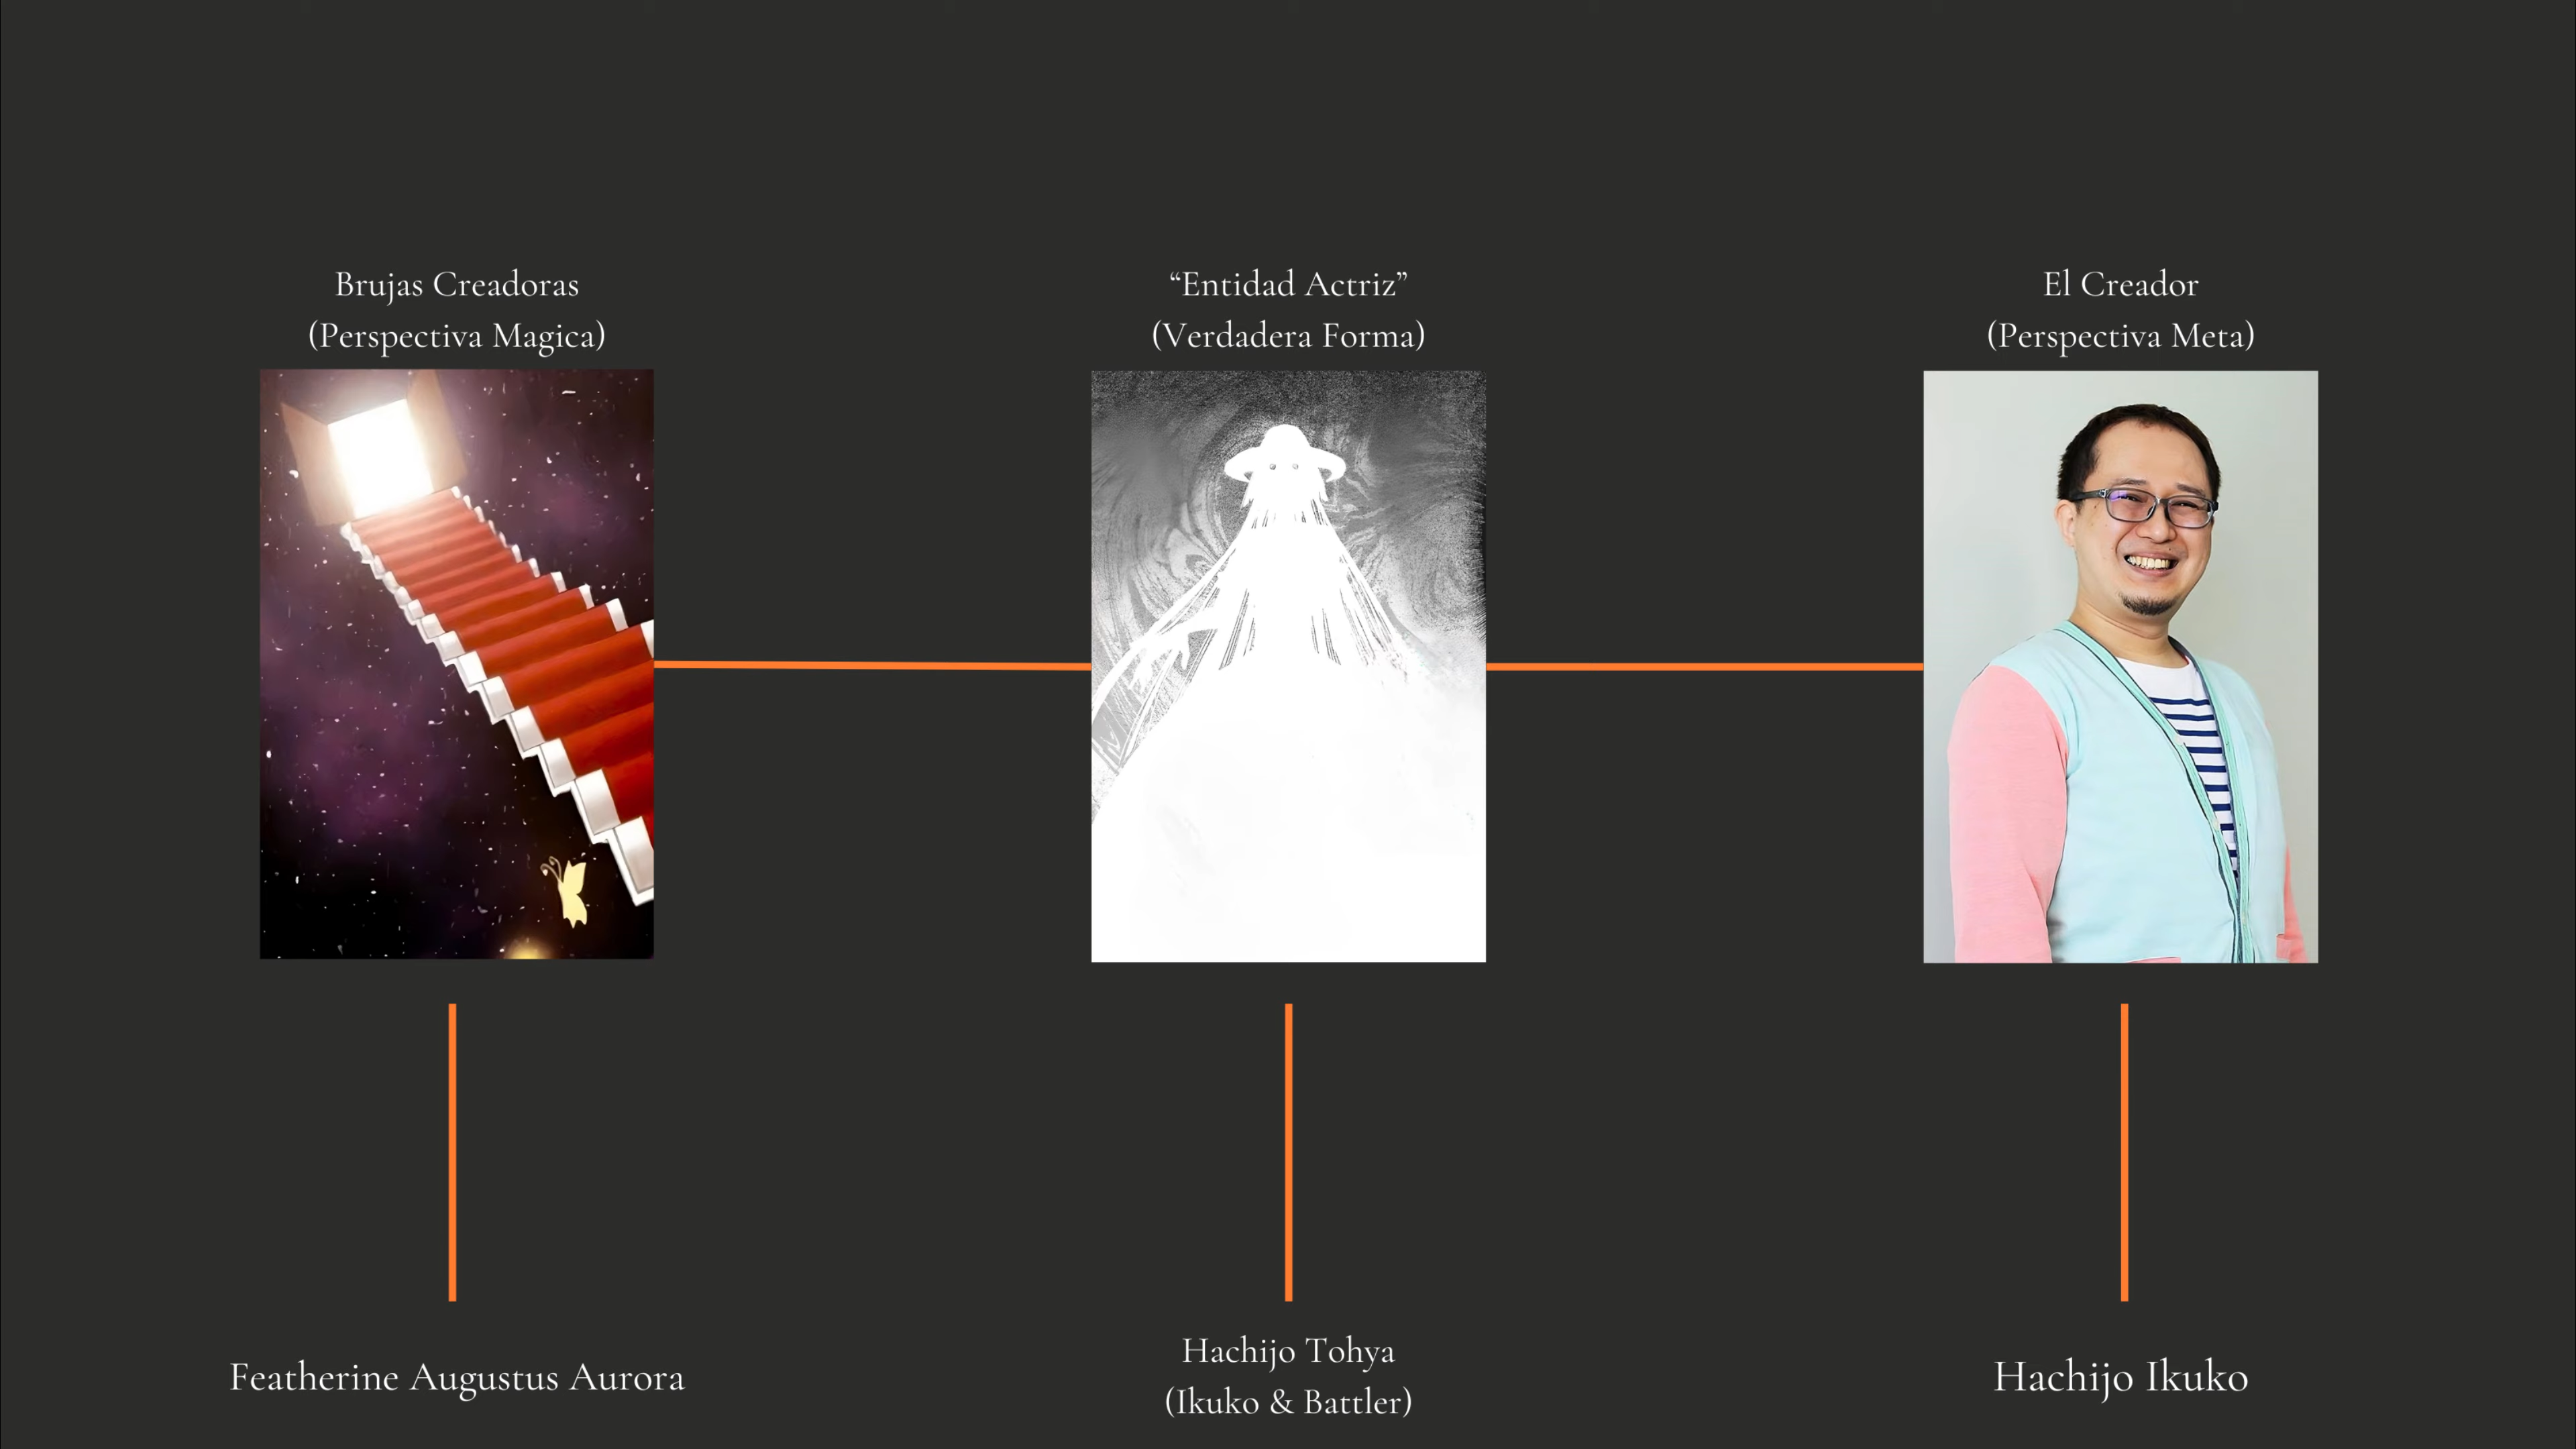 Brujas Creadoras
(Perspectiva Magica)
“Entidad Actriz”
(Verdadera Forma)
El Creador
(Perspectiva Meta)
Featherine Augustus Aurora
Hachijo Tohya
(Ikuko & Battler)
Hachijo Ikuko